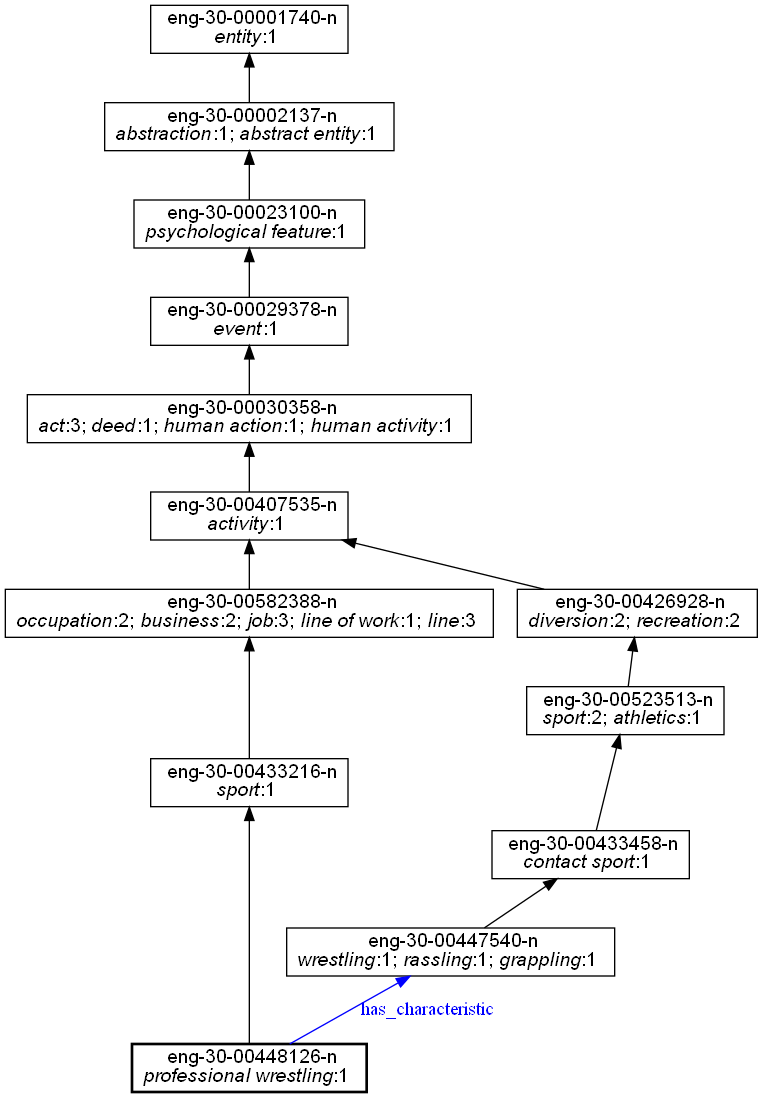 eng-30-00001740-n
entity:1
eng-30-00002137-n
abstraction:1; abstract entity:1
eng-30-00023100-n
psychological feature:1
eng-30-00029378-n
event:1
eng-30-00030358-n
act:3; deed:1; human action:1; human activity:1
eng-30-00407535-n
activity:1
eng-30-00582388-n
occupation:2; business:2; job:3; line of work:1; line:3
eng-30-00426928-n
diversion:2; recreation:2
eng-30-00523513-n
sport:2; athletics:1
eng-30-00433216-n
sport:1
eng-30-00433458-n
contact sport:1
eng-30-00447540-n
wrestling:1; rassling:1; grappling:1
has_characteristic
eng-30-00448126-n
professional wrestling:1